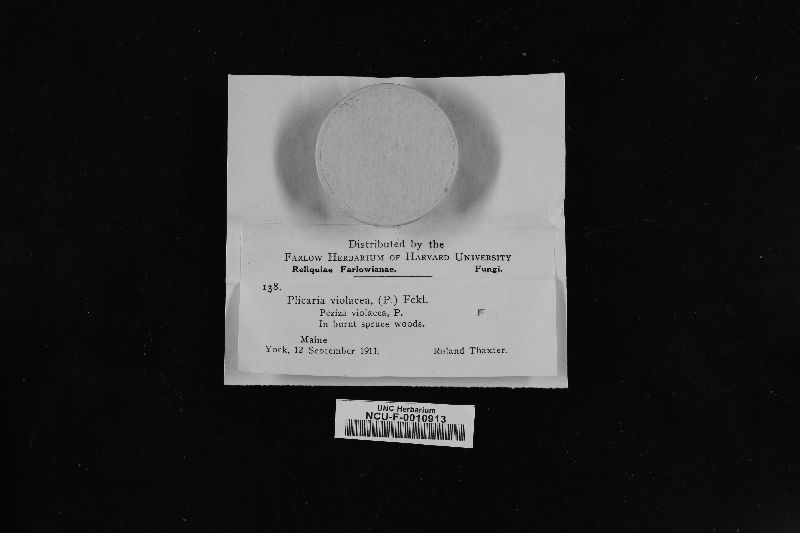 Distributed by the
FARLOW HERBARIUM OF HARVARD UNIVERSITY
Reliquiae Farlowianae. Fungi.
138.
Plicaria violacea, (P.) Fckl.
Peziza violacea, P. F
In burnt spruce woods.
Maine
York, 12 September 1911. Roland Thaxter.
UNC Herbarium
NCU-F-0010913